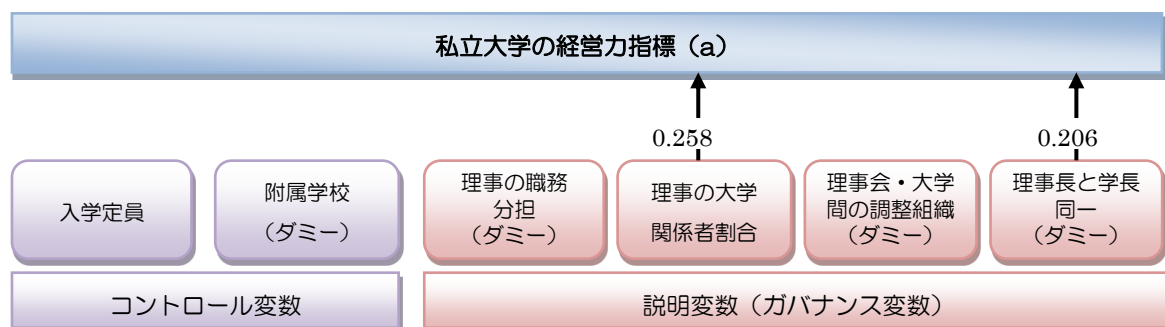 私立大学の経営力指標（a）
0.258
0.206
入学定員
附属学校
（ダミー）
理事の職務
分担
（ダミー）
理事の大学
関係者割合
理事会・大学
間の調整組織
（ダミー）
理事長と学長
同一
（ダミー）
コントロール変数
説明変数（ガバナンス変数）